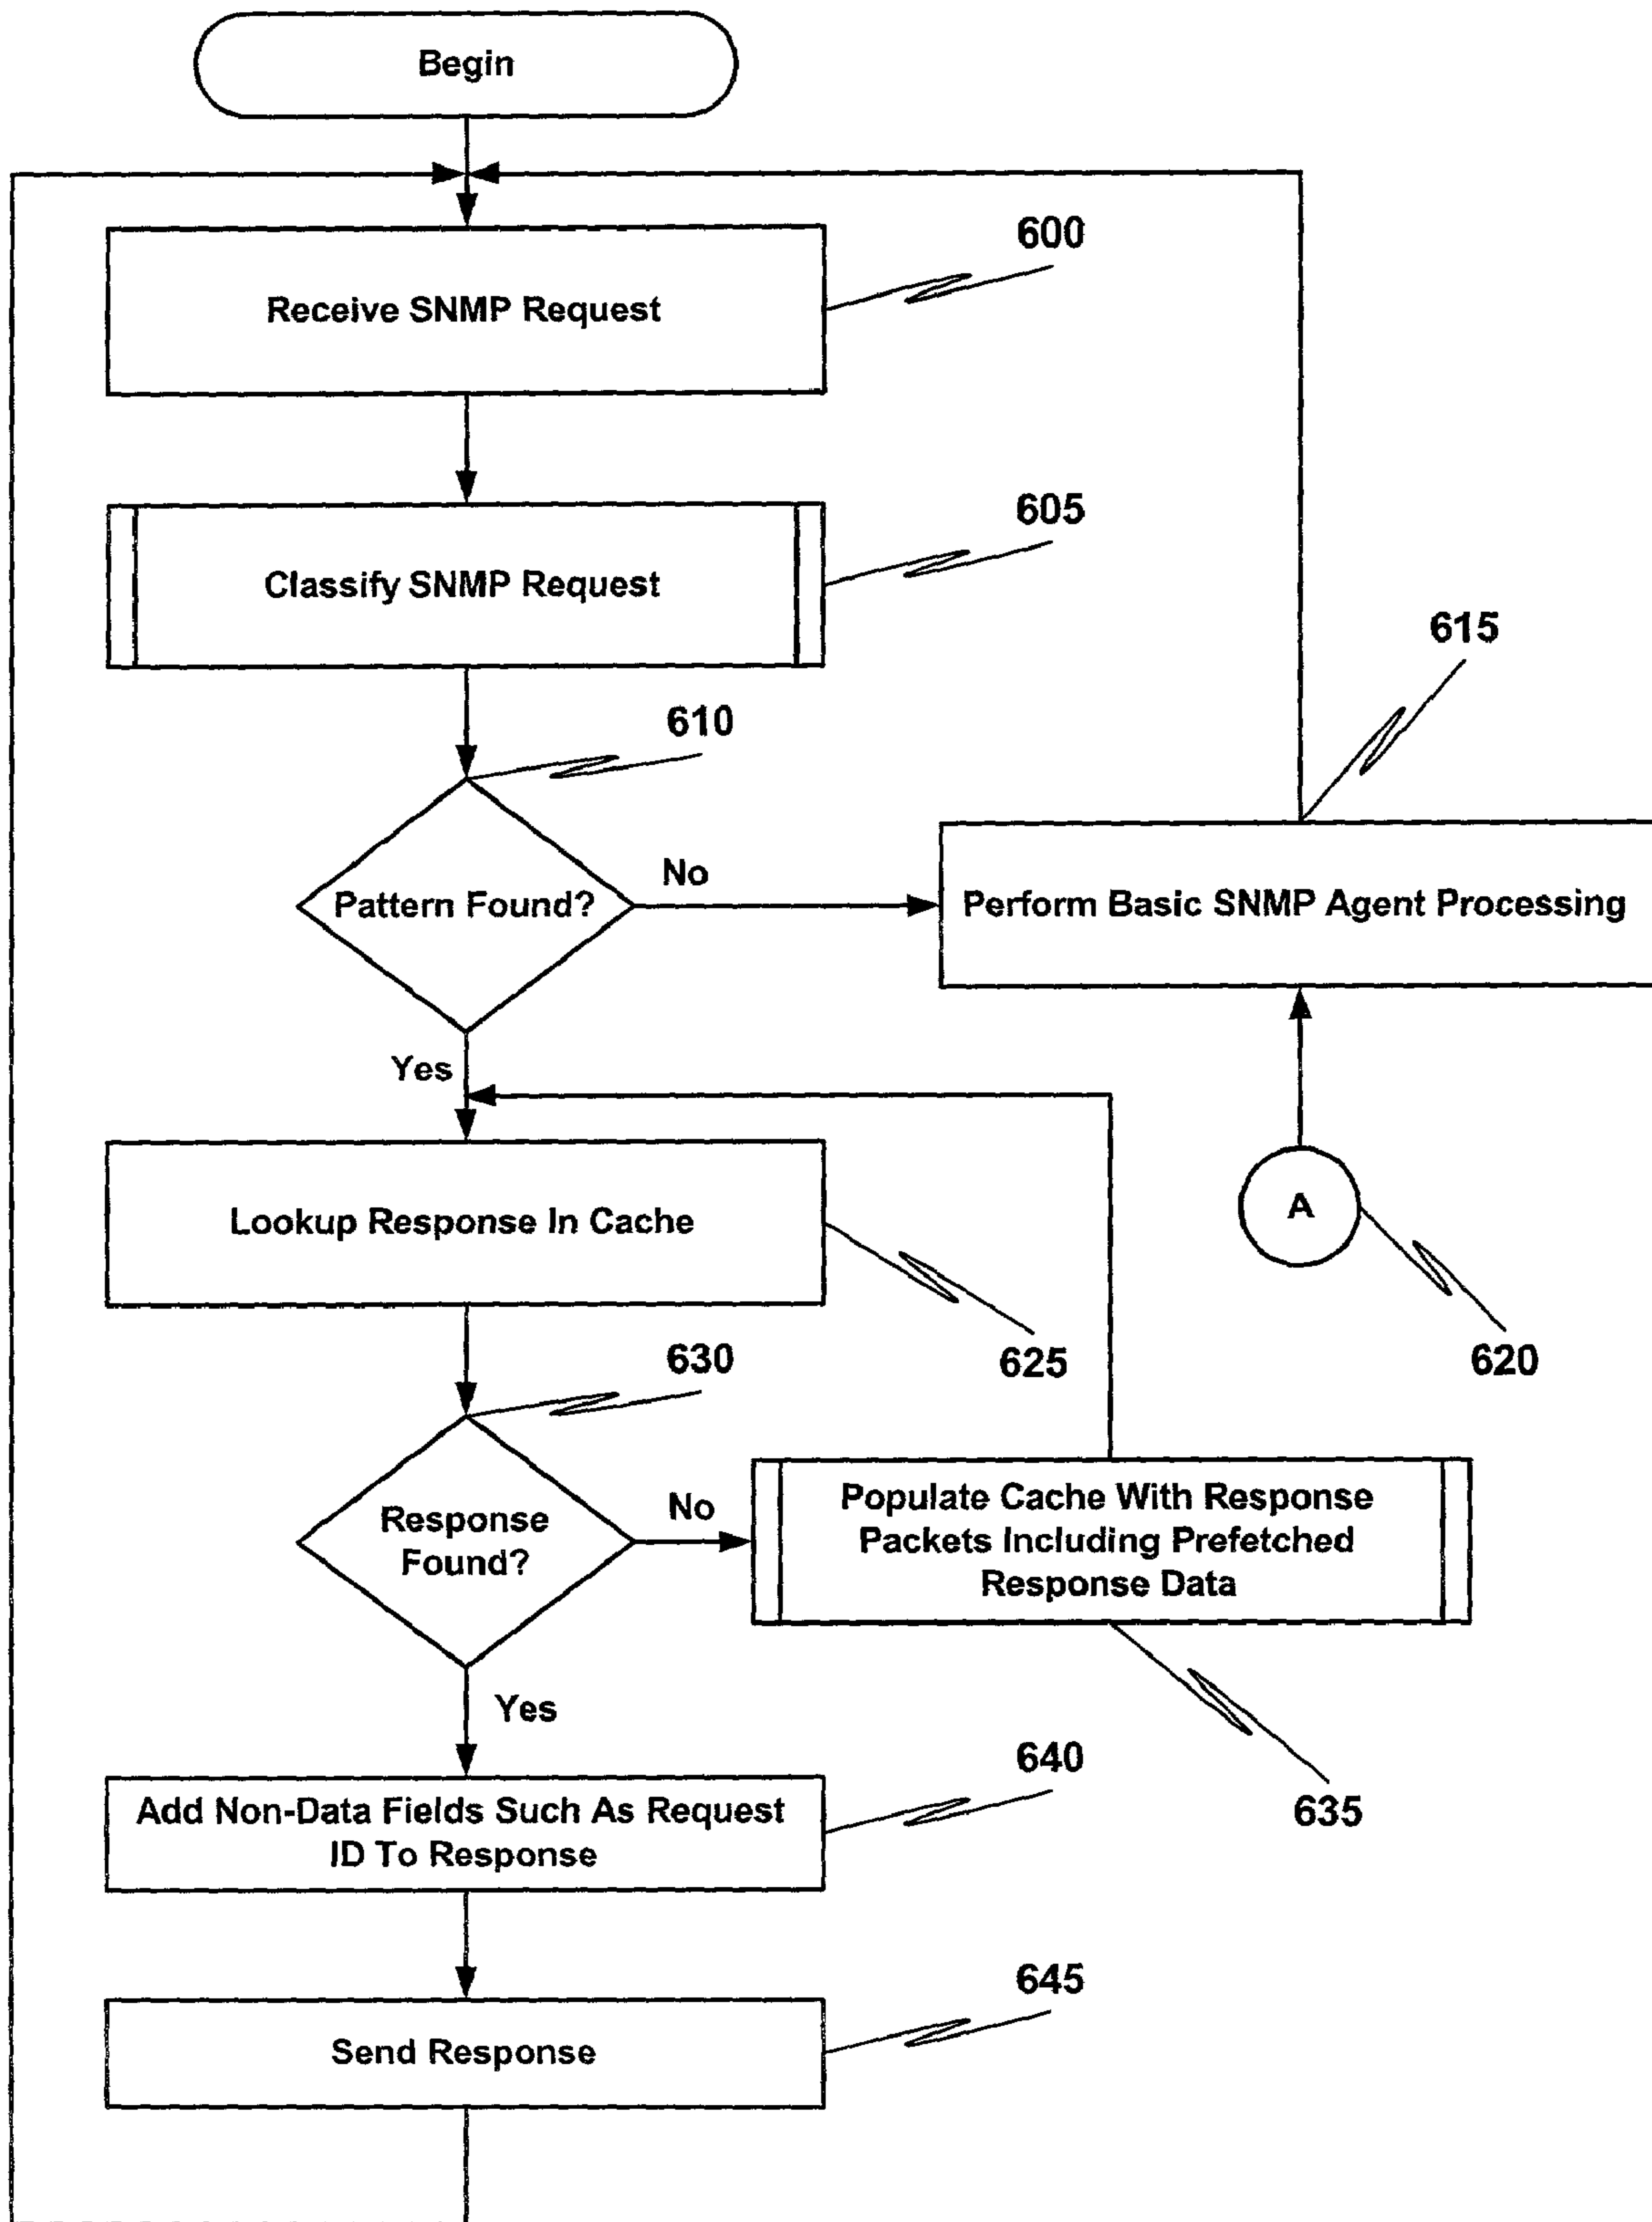 Begin
600
Receive SNMP Request
605
Classify SNMP Request
615
610
No
Pattern Found?
Perform Basic SNMP Agent Processing
Yes
A
Lookup Response In Cache
630
625
620
No
Response
Found?
Populate Cache With Response
Packets Including Prefetched
Response Data
Yes
640
635
Add Non-Data Fields Such As Request
ID To Response
645
Send Response